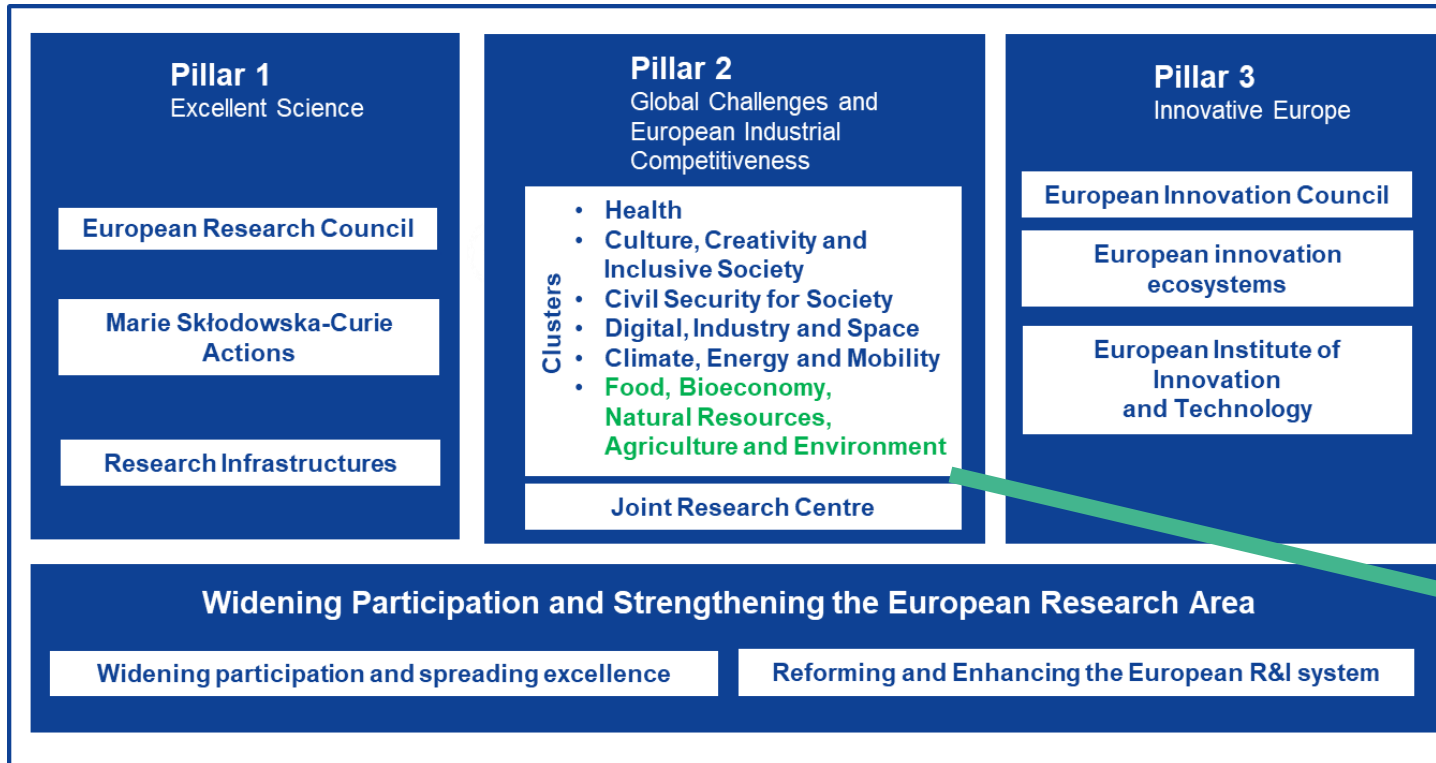 Pillar 1
Excellent Science
European Research Council
Marie Skłodowska-Curie
Actions
Research Infrastructures
Pillar 2
Global Challenges and
European Industrial
Competitiveness
Clusters
• Health
• Culture, Creativity and
Inclusive Society
• Civil Security for Society
• Digital, Industry and Space
• Climate, Energy and Mobility
• Food, Bioeconomy,
Natural Resources,
Agriculture and Environment
Joint Research Centre
Pillar 3
Innovative Europe
European Innovation Council
European innovation
ecosystems
European Institute of
Innovation
and Technology
Widening Participation and Strengthening the European Research Area
Widening participation and spreading excellence
Reforming and Enhancing the European R&I system